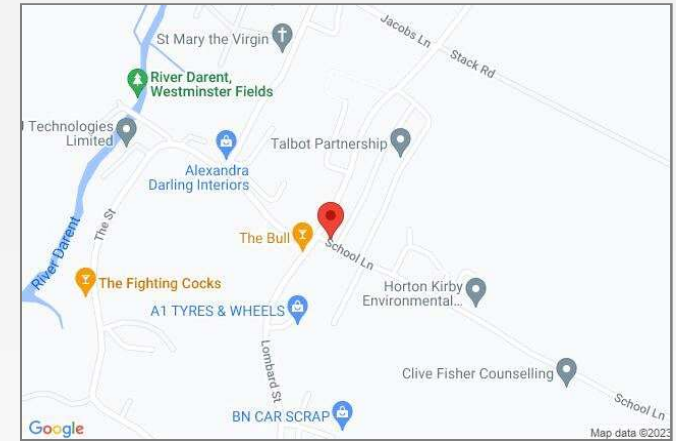 Jacobs Ln
Stack Rd
St Mary the Virgin
River Darent,
Westminster Fields
J Technologies
Limited
Talbot Partnership
Alexandra
Darling Interiors
The St
River Darent
The Bull
School Ln
The Fighting Cocks
Horton Kirby
Environmental...
A1 TYRES & WHEELS
Lombard St
Clive Fisher Counselling
School Ln
BN CAR SCRAP
Google
Map data ©2023